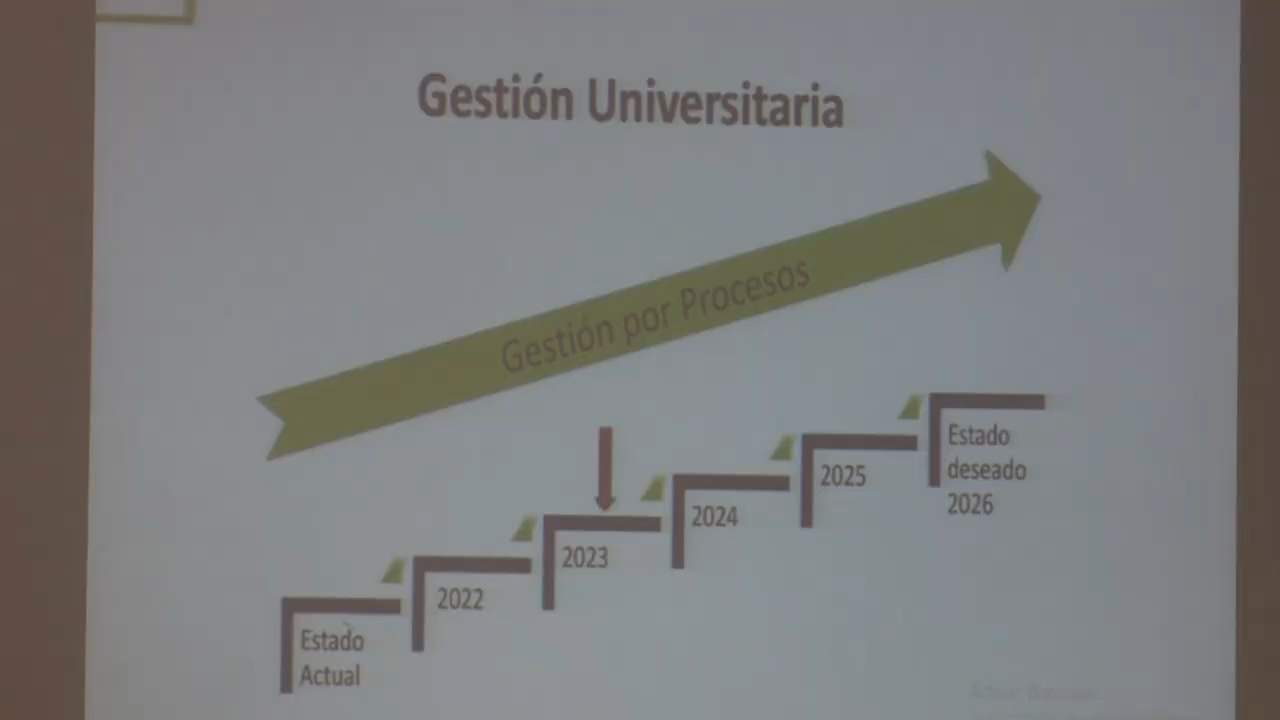 Gestión Universitaria
Gestión por Procesos
Estado
deseado
2026
2025
2024
2023
2022
Estado
Actual